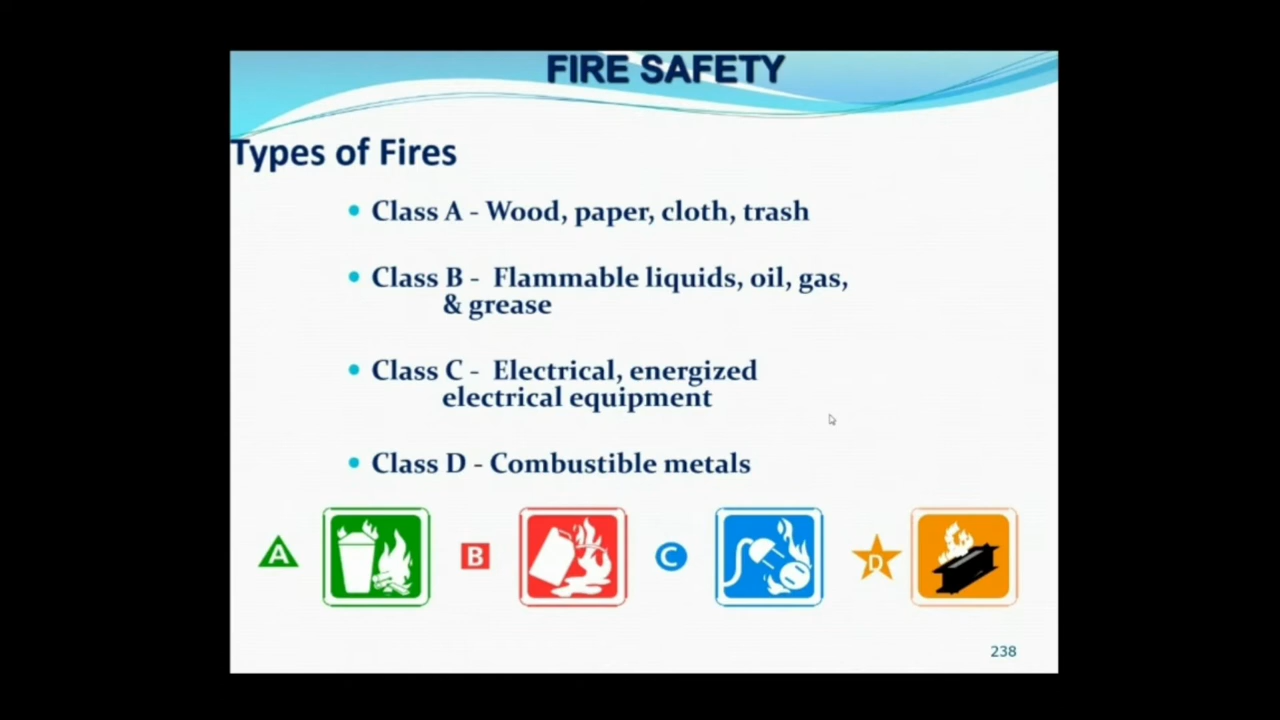 FIRE SAFETY
Types of Fires
• Class A - Wood, paper, cloth, trash
• Class B - Flammable liquids, oil, gas,
& grease
• Class C - Electrical, energized
electrical equipment
• Class D - Combustible metals
A B C D
238